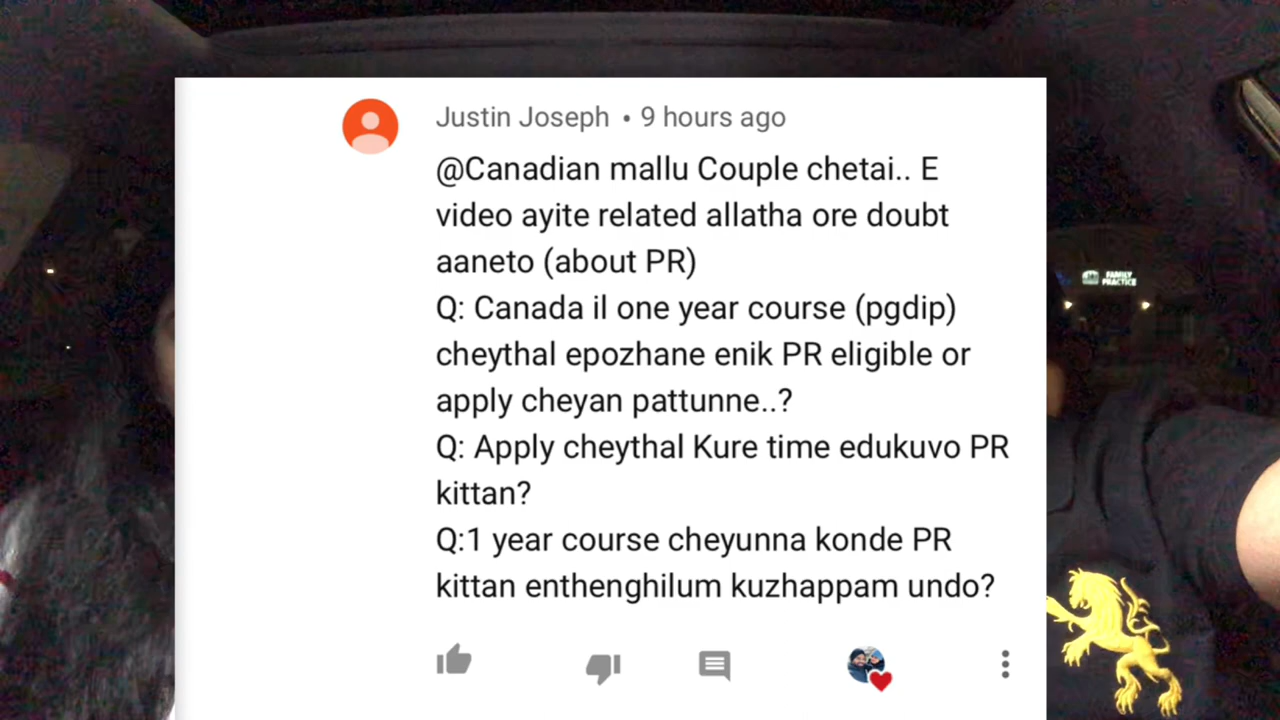 Justin Joseph • 9 hours ago
@Canadian mallu Couple chetai.. E
video ayite related allatha ore doubt
aaneto (about PR)
Q: Canada il one year course (pgdip)
cheythal epozhane enik PR eligible or
apply cheyan pattunne..?
Q: Apply cheythal Kure time edukuvo PR
kittan?
Q:1 year course cheyunna konde PR
kittan enthenghilum kuzhappam undo?
FAMILY
PRACTICE